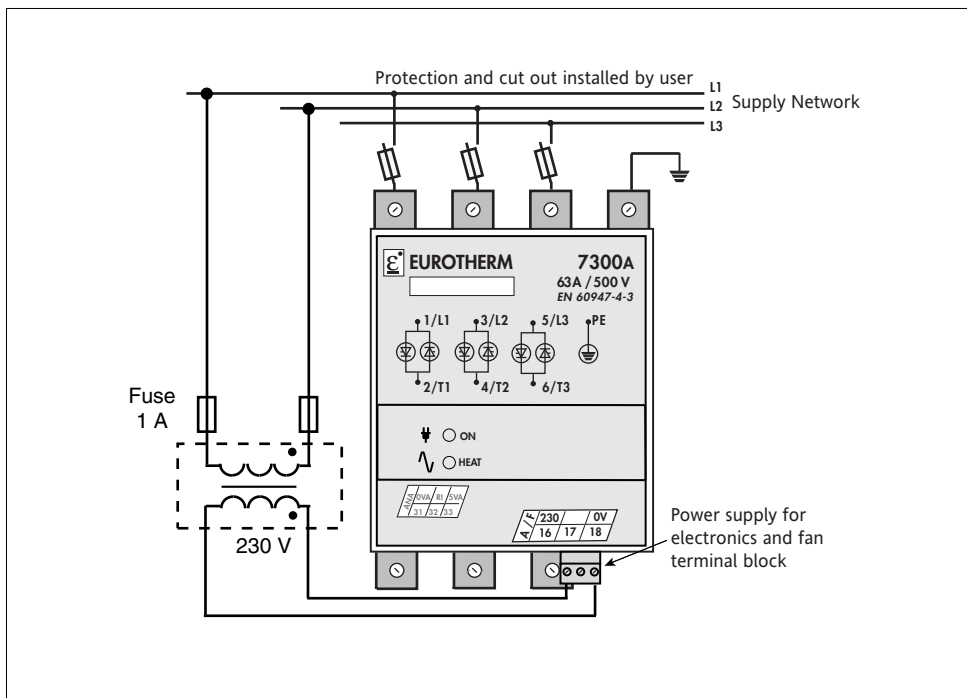 Protection and cut out installed by user
L1
L2 Supply Network
L3
ε EUROTHERM
7300A
63A / 500 V
EN 60947-4-3
1/L1 3/L2 5/L3 PE
2/T1 4/T2 6/T3
Fuse
1 A
ON
HEAT
ANA 0VA RI 5VA
31 32 33
A/F 230 0V
16 17 18
230 V
Power supply for
electronics and fan
terminal block